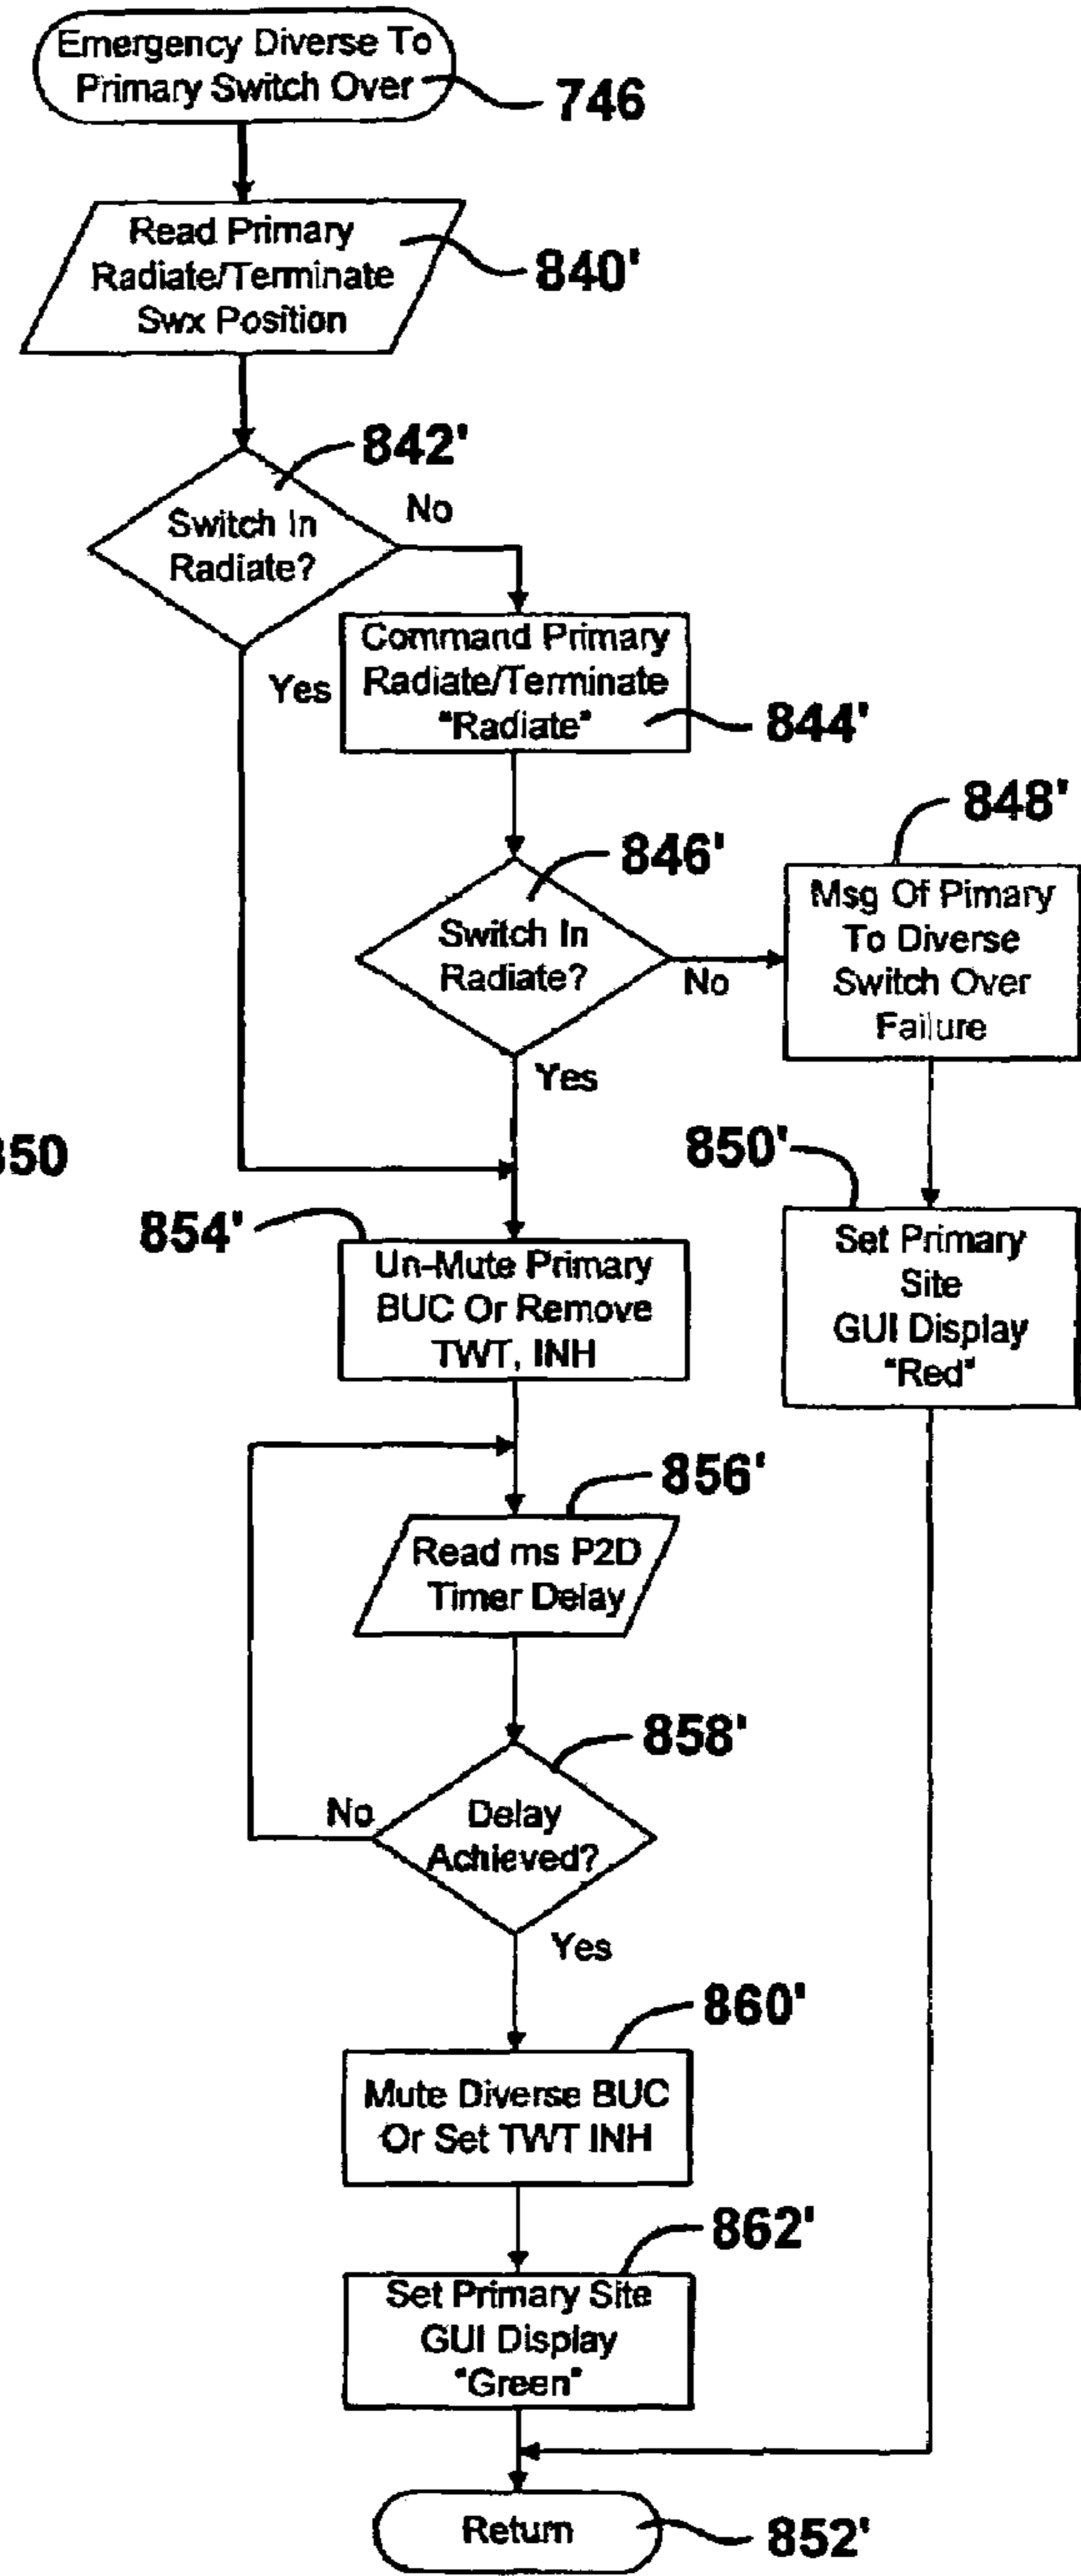 Emergency Diverse To
Primary Switch Over
746
Read Primary
Radiate/Terminate
Swx Position
840'
842'
Switch In
Radiate?
No
Yes
Command Primary
Radiate/Terminate
"Radiate"
844'
846'
Switch In
Radiate?
No
Yes
848'
Msg Of Pimary
To Diverse
Switch Over
Failure
850'
Set Primary
Site
GUI Display
"Red"
350
854'
Un-Mute Primary
BUC Or Remove
TWT, INH
856'
Read ms P2D
Timer Delay
858'
Delay
Achieved?
No
Yes
860'
Mute Diverse BUC
Or Set TWT INH
862'
Set Primary Site
GUI Display
"Green"
Return
852'